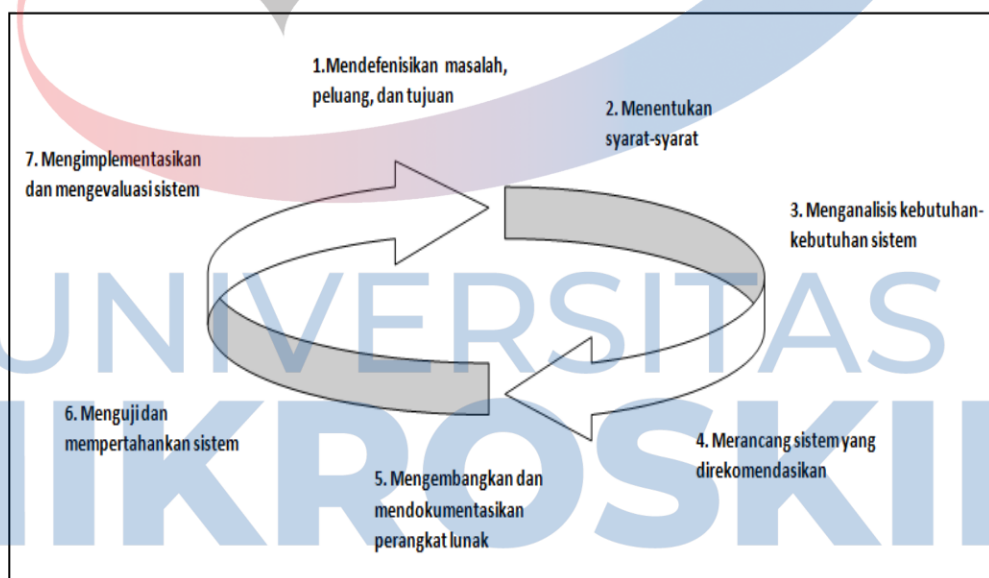 1.Mendefenisikan masalah,
peluang, dan tujuan
2. Menentukan
syarat-syarat
7. Mengimplementasikan
dan mengevaluasi sistem
3. Menganalisis kebutuhan-
kebutuhan sistem
UNIVERSITAS
MIKROSKIL
6. Menguji dan
mempertahankan sistem
4. Merancang sistem yang
direkomendasikan
5. Mengembangkan dan
mendokumentasikan
perangkat lunak